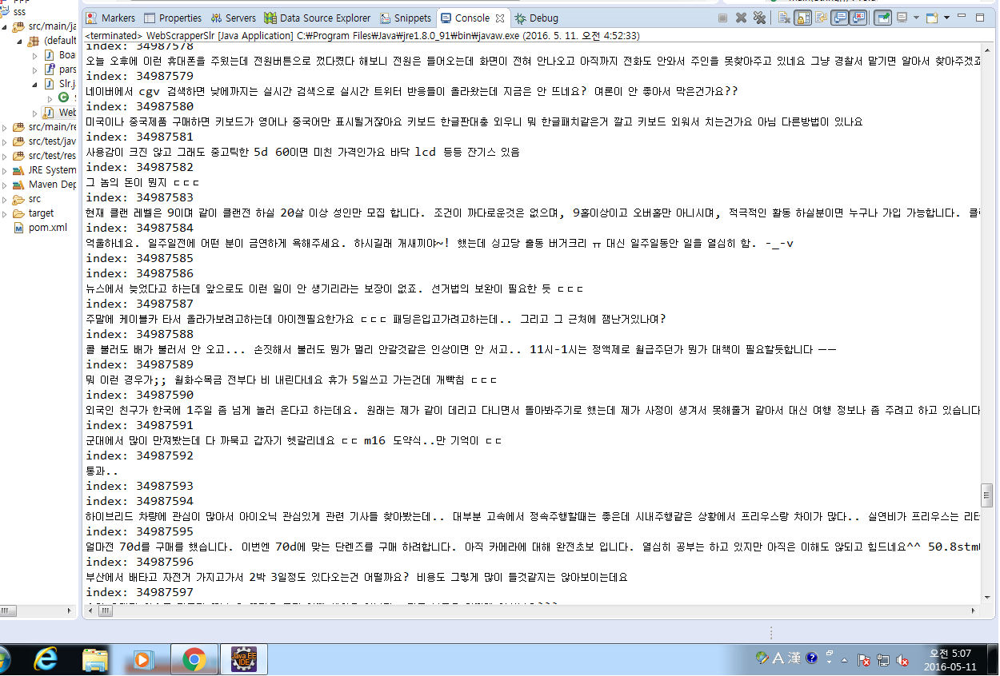 sss
src/main/ja
(default
Boa
pars
Slr.ja
Web
src/main/re
src/test/jav
src/test/res
JRE System
Maven Dep
src
target
pom.xml
Markers Properties Servers Data Source Explorer Snippets Console Debug
<terminated> WebScrapperSlr [Java Application] C:₩Program Files₩Java₩jre1.8.0_91₩bin₩javaw.exe (2016. 5. 11. 오전 4:52:33)
index: 34987578
오늘 오후에 이런 휴대폰을 주웠는데 전원버튼으로 껐다켰다 해보니 전원은 들어오는데 화면이 전혀 안나오고 아직까지 전화도 안와서 주인을 못찾아주고 있네요 그냥 경찰서 맡기면 알아서 찾아주겠죠
index: 34987579
네이버에서 cgv 검색하면 낮에까지는 실시간 검색으로 실시간 트위터 반응들이 올라왔는데 지금은 안 뜨네요? 여론이 안 좋아서 막은건가요??
index: 34987580
미국이나 중국제품 구매하면 키보드가 영어나 중국어만 표시될거잖아요 키보드 한글판대충 외우니 뭐 한글패치같은거 깔고 키보드 외워서 치는건가요 아님 다른방법이 있나요
index: 34987581
사용감이 크진 않고 그래도 중고틱한 5d 60이면 미친 가격인가요 바닥 lcd 등등 잔기스 있음
index: 34987582
그 놈의 돈이 뭔지 ㄷㄷㄷ
index: 34987583
현재 클랜 레벨은 9이며 같이 클랜전 하실 20살 이상 성인만 모집 합니다. 조건이 까다로운것은 없으며, 9홀이상이고 오버홀만 아니시며, 적극적인 활동 하실분이면 누구나 가입 가능합니다. 클
index: 34987584
억울하네요. 일주일전에 어떤 분이 금연하게 욕해주세요. 하시길래 개새끼야~! 했는데 싱고당 출동 버거크리 ㅠ 대신 일주일동안 일을 열심히 함. -_-v
index: 34987585
index: 34987586
뉴스에서 늦었다고 하는데 앞으로도 이런 일이 안 생기리라는 보장이 없죠. 선거법의 보완이 필요한 듯 ㄷㄷㄷ
index: 34987587
주말에 케이블카 타서 올라가보려고하는데 아이젠필요한가요 ㄷㄷㄷ 패딩은입고가려고하는데.. 그리고 그 근처에 잼난거있나여?
index: 34987588
콜 불러도 배가 불러서 안 오고... 손짓해서 불러도 뭔가 멀리 안갈것같은 인상이면 안 서고.. 11시-1시는 정액제로 월급주던가 뭔가 대책이 필요할듯합니다 ㅡㅡ
index: 34987589
뭐 이런 경우가;; 월화수목금 전부다 비 내린다네요 휴가 5일쓰고 가는건데 개빡침 ㄷㄷㄷ
index: 34987590
외국인 친구가 한국에 1주일 좀 넘게 놀러 온다고 하는데요. 원래는 제가 같이 데리고 다니면서 돌아봐주기로 했는데 제가 사정이 생겨서 못해줄거 같아서 대신 여행 정보나 좀 주려고 하고 있습니다
index: 34987591
군대에서 많이 만져봤는데 다 까묵고 갑자기 헷갈리네요 ㄷㄷ m16 도약식..만 기억이 ㄷㄷ
index: 34987592
통과..
index: 34987593
index: 34987594
하이브리드 차량에 관심이 많아서 아이오닉 관심있게 관련 기사들 찾아봤는데.. 대부분 고속에서 정속주행할때는 좋은데 시내주행같은 상황에서 프리우스랑 차이가 많다.. 실연비가 프리우스는 리터
index: 34987595
얼마전 70d를 구매를 했습니다. 이번엔 70d에 맞는 단렌즈를 구매 하려합니다. 아직 카메라에 대해 완전초보 입니다. 열심히 공부는 하고 있지만 아직은 이해도 않되고 힘드네요^^ 50.8stm
index: 34987596
부산에서 배타고 자전거 가지고가서 2박 3일정도 있다오는건 어떨까요? 비용도 그렇게 많이 들것같지는 않아보이는데요
index: 34987597
A 漢
오전 5:07
2016-05-11